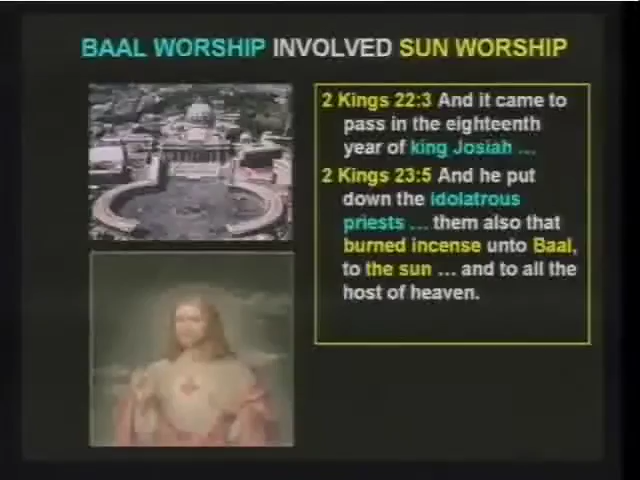 BAAL WORSHIP INVOLVED SUN WORSHIP
2 Kings 22:3 And it came to
pass in the eighteenth
year of king Josiah ...
2 Kings 23:5 And he put
down the idolatrous
priests ... them also that
burned incense unto Baal,
to the sun ... and to all the
host of heaven.